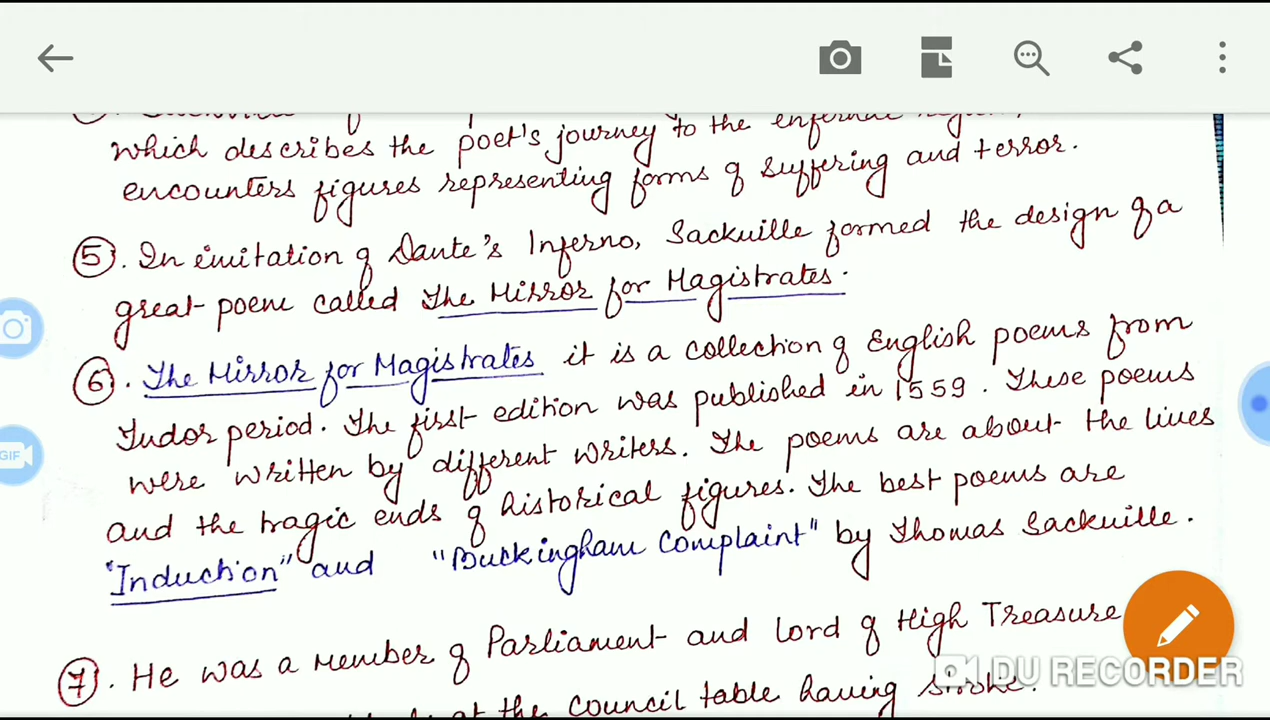 which describes the poet's journey to the
encounters figures representing forms of suffering and terror.
5. In imitation of Dante's Inferno, Sackville formed the design of a
great poem called The Mirror for Magistrates.
6. The Mirror for Magistrates it is a collection of English poems from
Tudor period. The first edition was published in 1559. These poems
were written by different writers. The poems are about the lives
and the tragic ends of historical figures. The best poems are
"Induction" and "Buckingham Complaint" by Thomas Sackville.
7. He was a member of Parliament and Lord of High Treasure
at the council table having stroke.
GIF
DU RECORDER